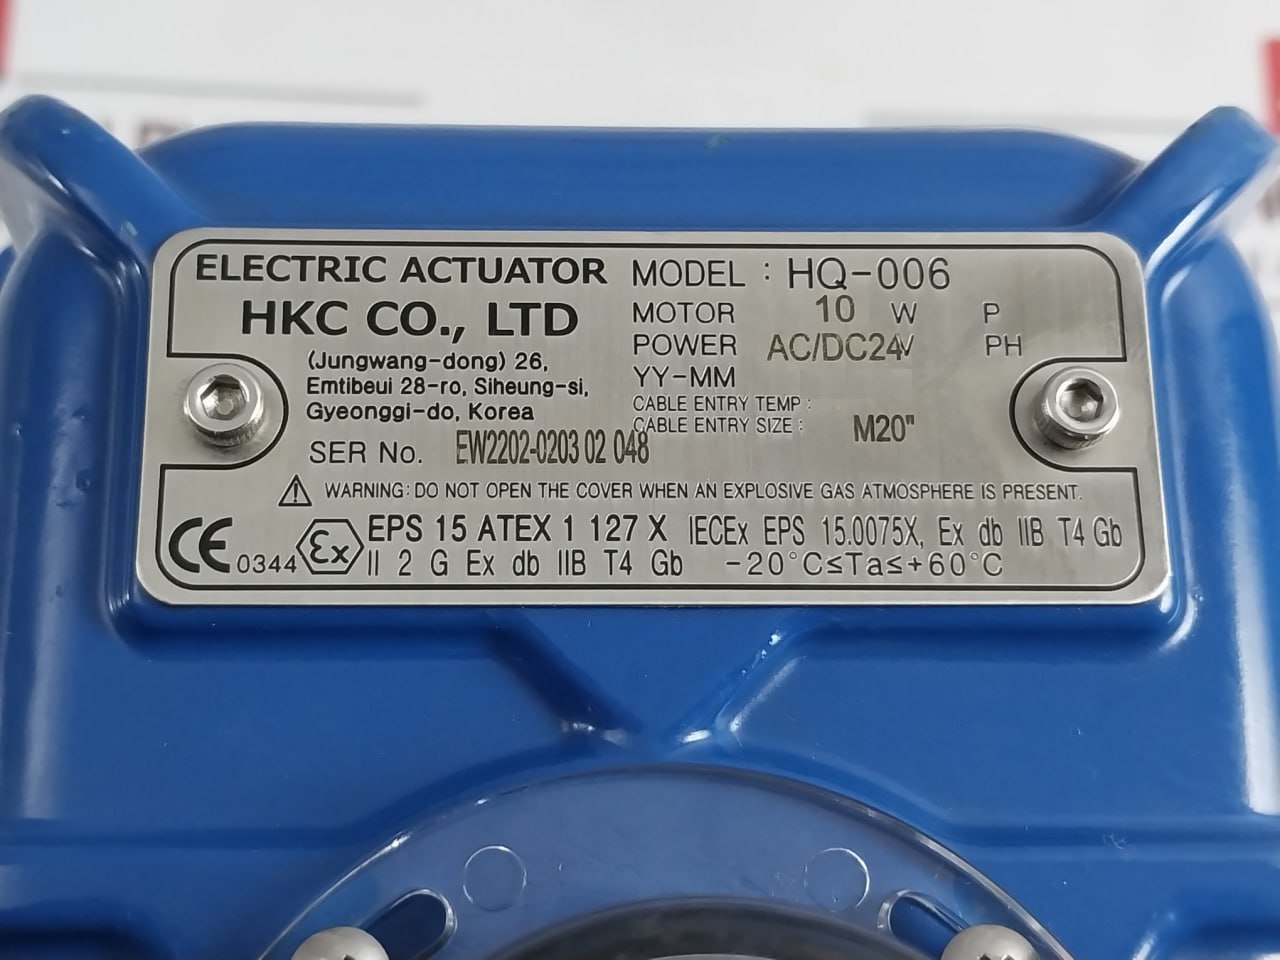 ELECTRIC ACTUATOR
HKC CO., LTD
(Jungwang-dong) 26,
Emtibeui 28-ro, Siheung-si,
Gyeonggi-do, Korea
SER No. EW2202-0203 02 048
MODEL : HQ-006
MOTOR 10 W P
POWER AC/DC24V PH
YY-MM
CABLE ENTRY TEMP :
CABLE ENTRY SIZE : M20"
WARNING: DO NOT OPEN THE COVER WHEN AN EXPLOSIVE GAS ATMOSPHERE IS PRESENT.
CE 0344 Ex EPS 15 ATEX 1 127 X IECEx EPS 15.0075X, Ex db IIB T4 Gb
II 2 G Ex db IIB T4 Gb -20°C≤Ta≤+60°C